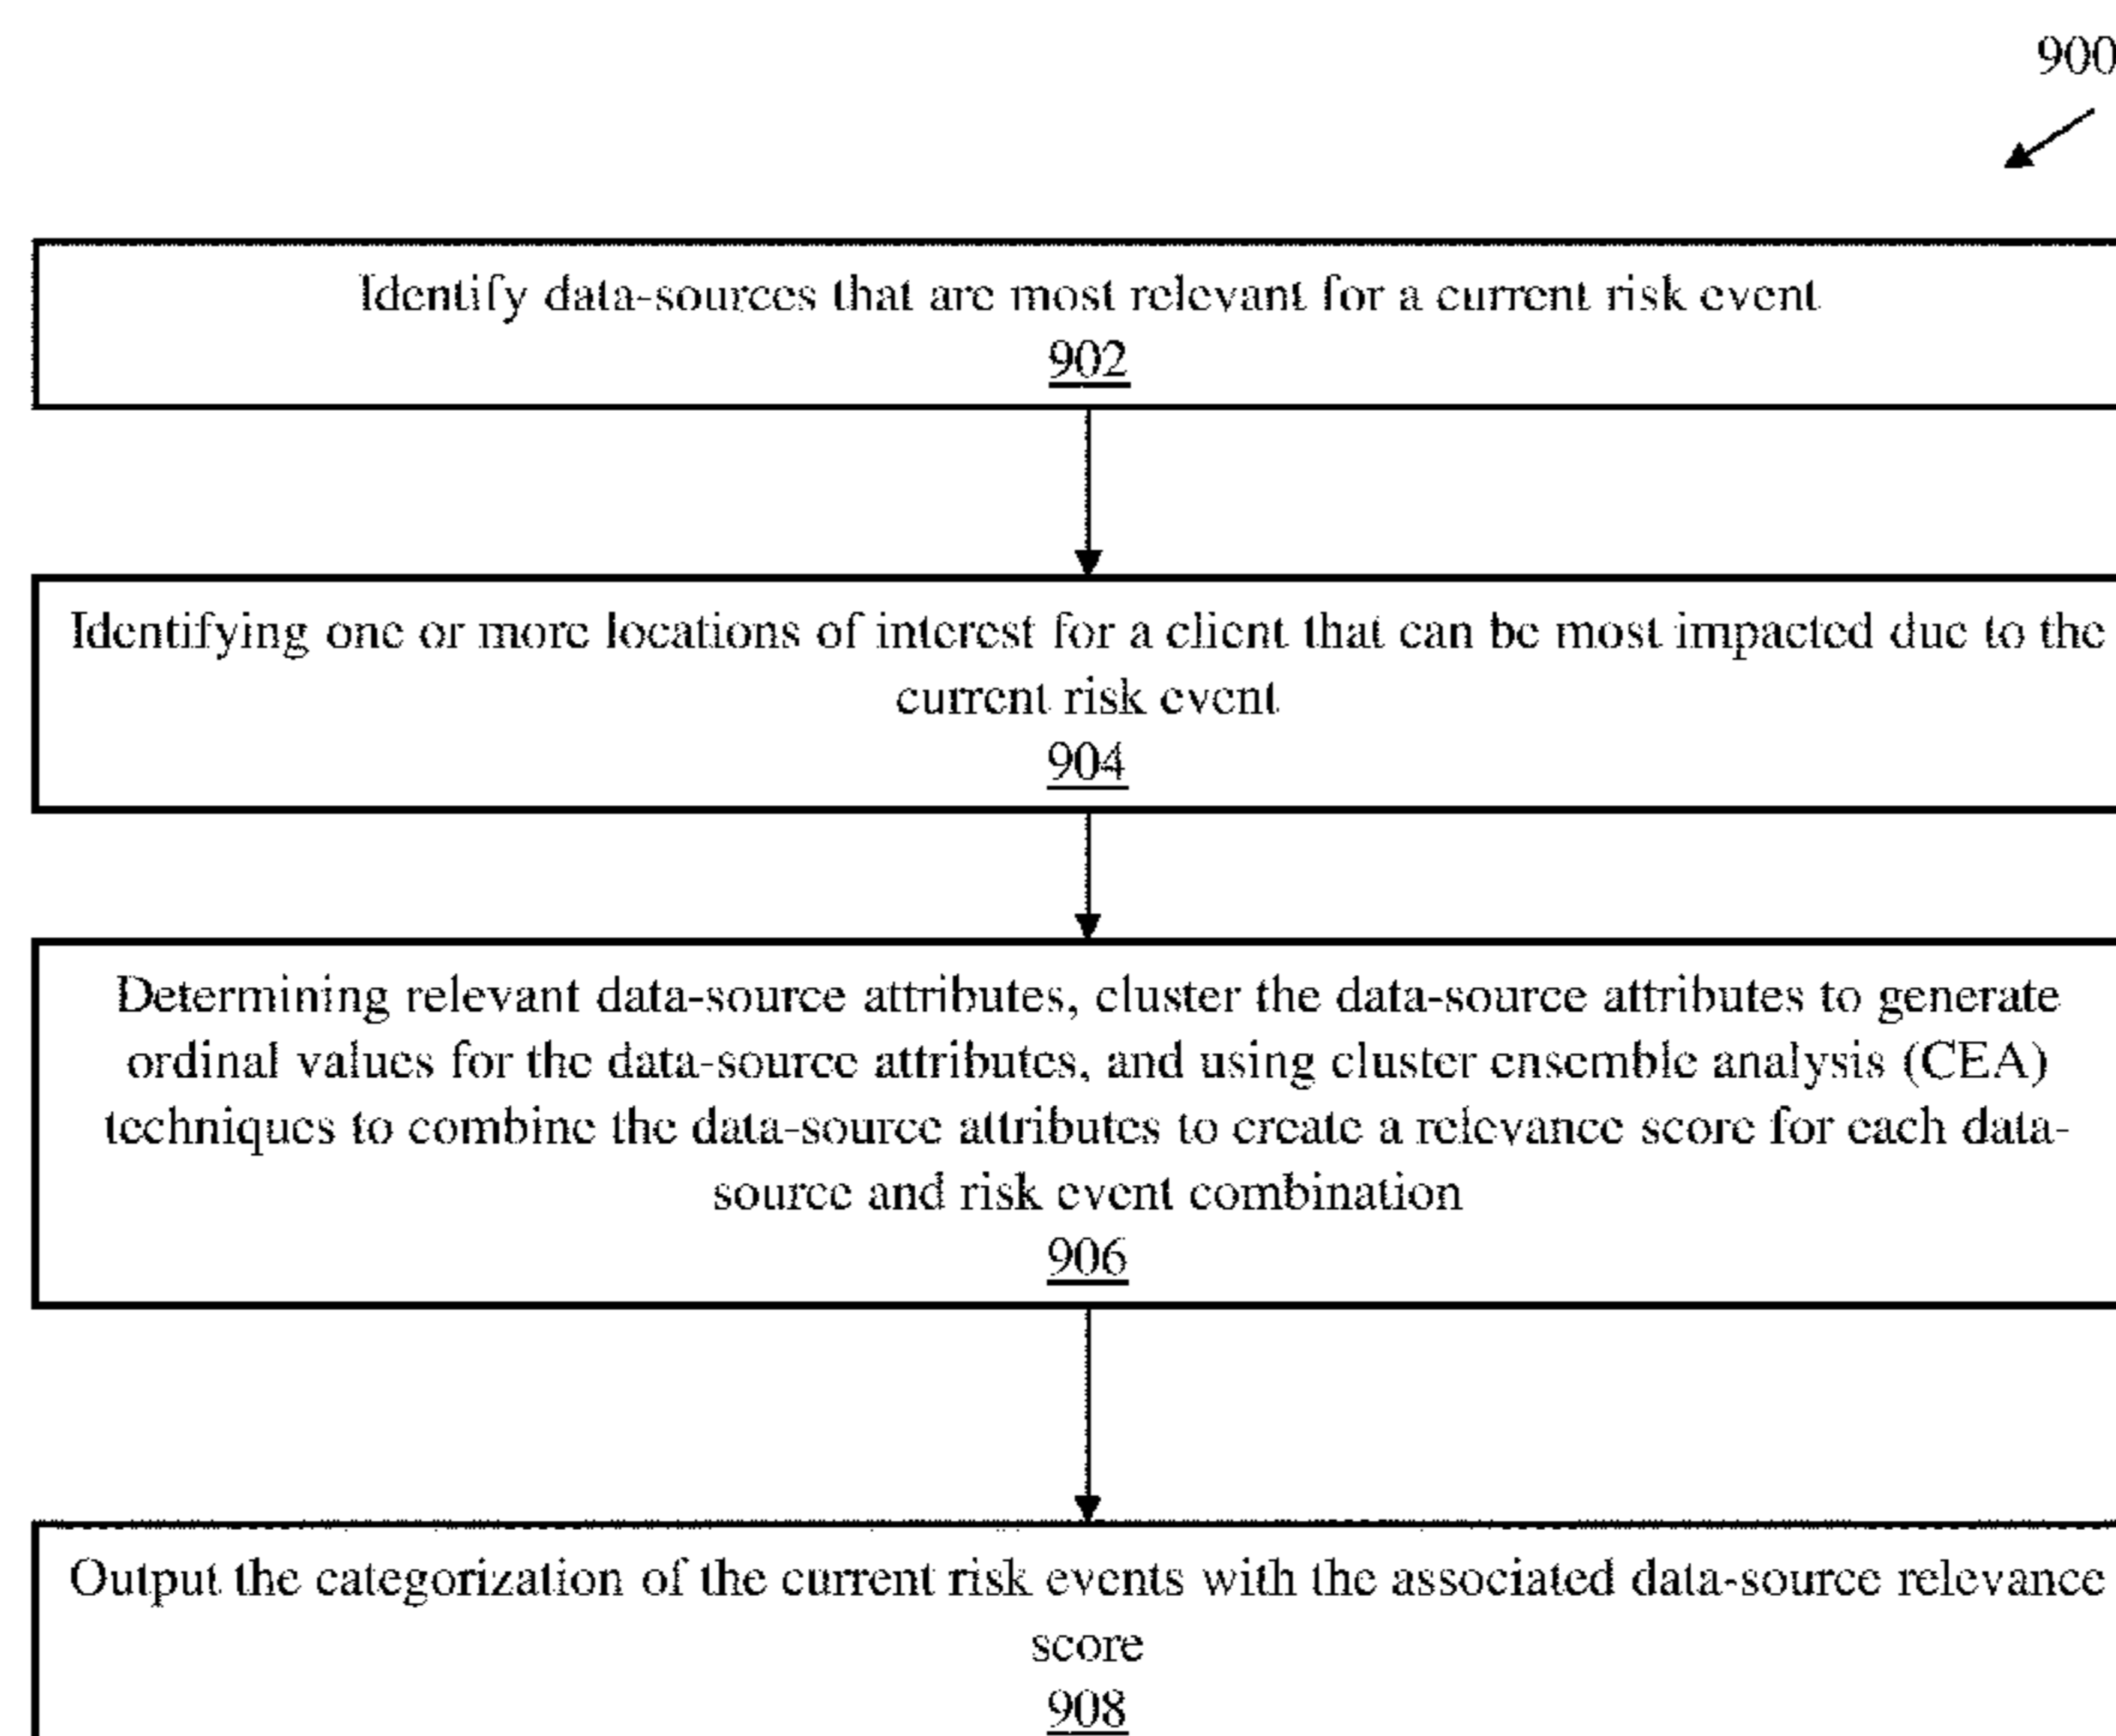 900
Identify data-sources that are most relevant for a current risk event
902
Identifying one or more locations of interest for a client that can be most impacted due to the
current risk event
904
Determining relevant data-source attributes, cluster the data-source attributes to generate
ordinal values for the data-source attributes, and using cluster ensemble analysis (CEA)
techniques to combine the data-source attributes to create a relevance score for each data-
source and risk event combination
906
Output the categorization of the current risk events with the associated data-source relevance
score
908